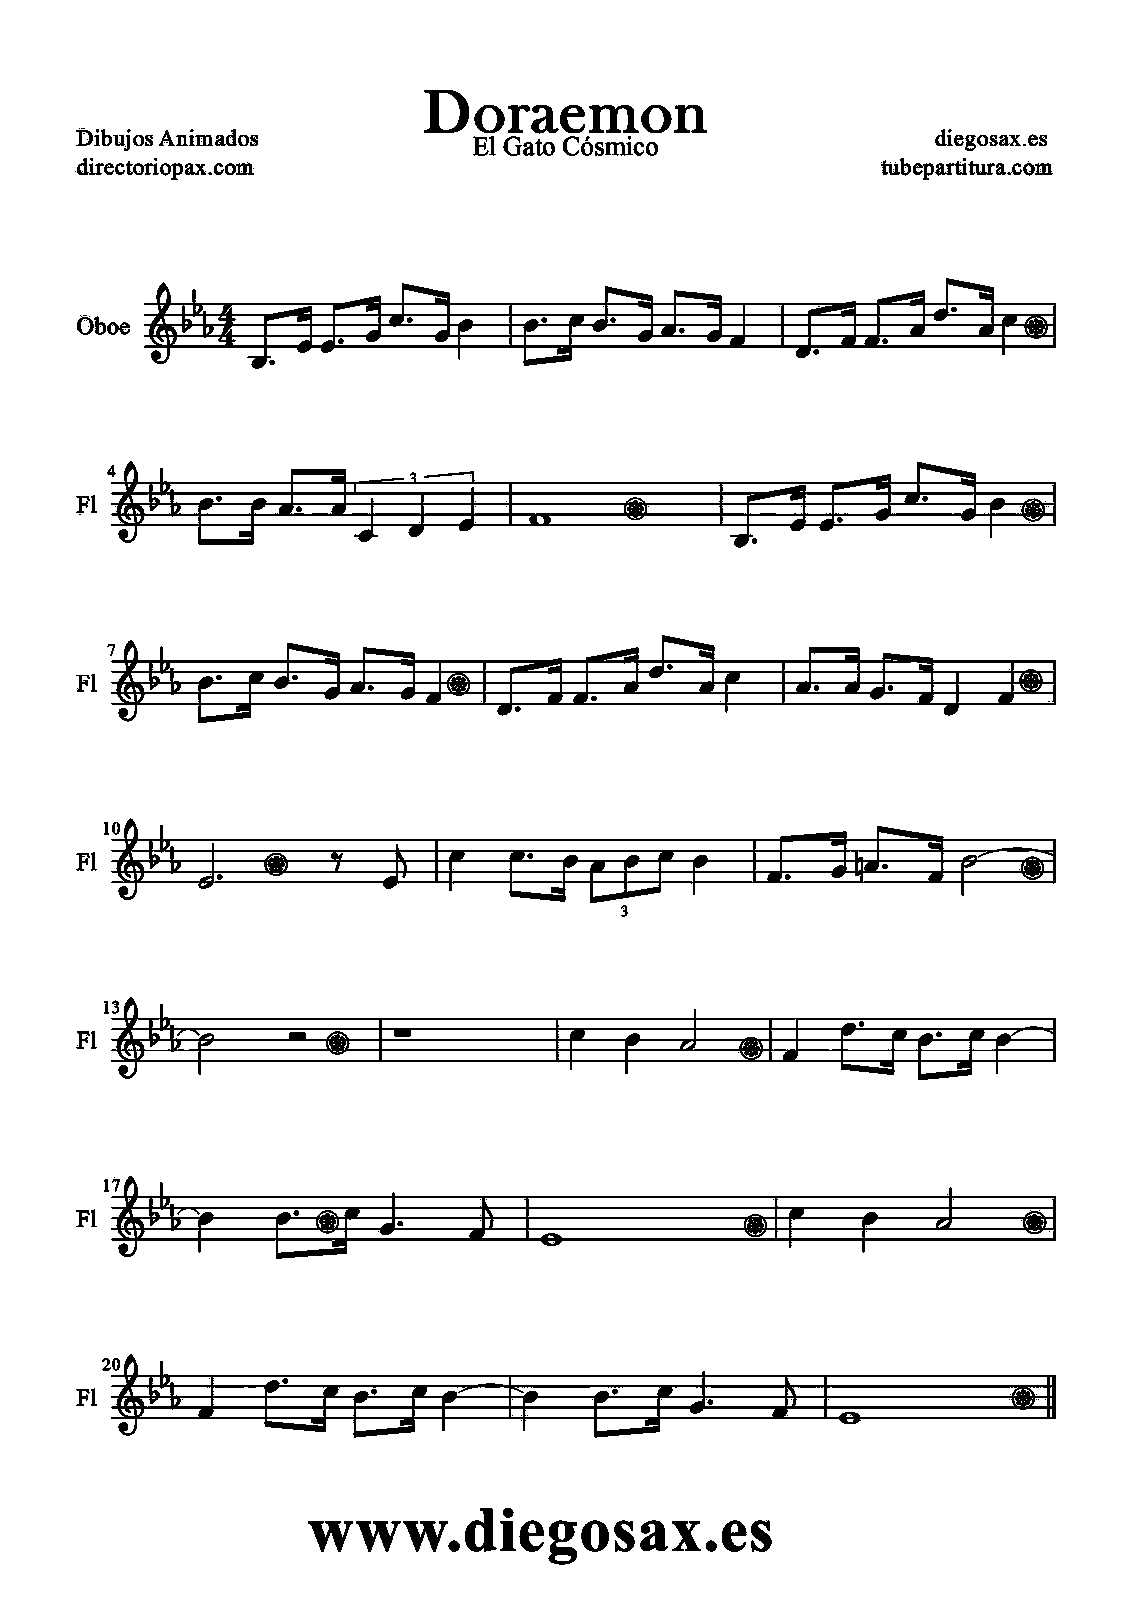 Doraemon
El Gato Cósmico
Dibujos Animados
directoriopax.com
diegosax.es
tubepartitura.com
Oboe
4
4
4
3
Fl
7
Fl
10
Fl
3
13
Fl
17
Fl
20
Fl
www.diegosax.es